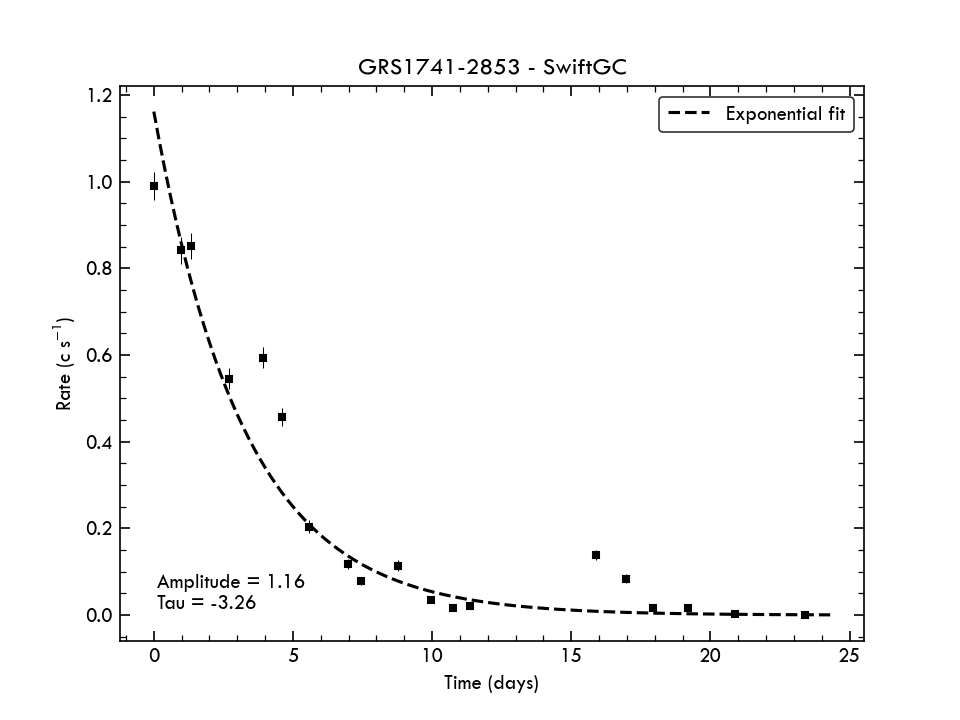 GRS1741-2853 - SwiftGC
1.2
1.0
0.8
0.6
0.4
0.2
0.0
Rate (c s⁻¹)
Exponential fit
Amplitude = 1.16
Tau = -3.26
0 5 10 15 20 25
Time (days)